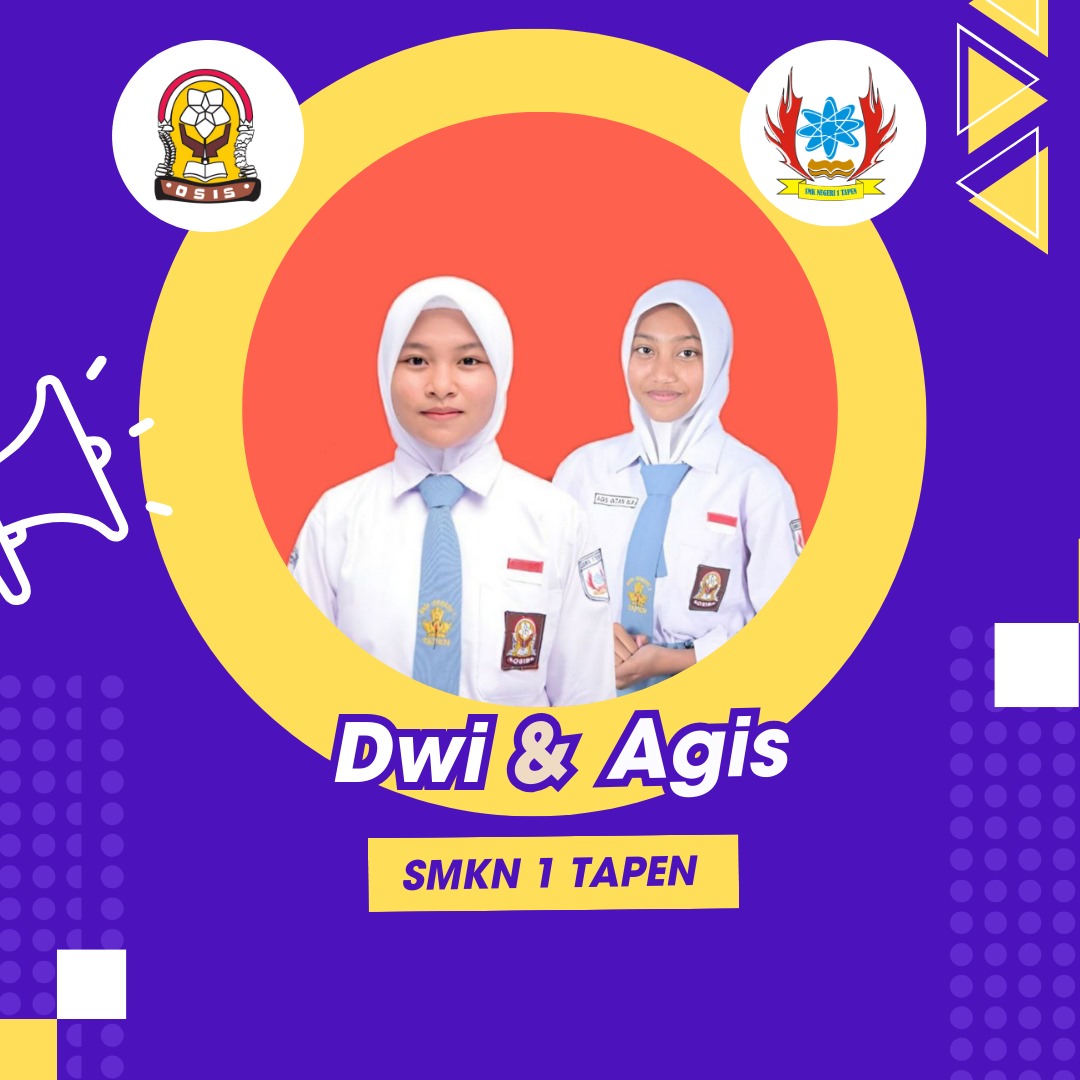 OSIS
SMK NEGERI 1 TAPEN
Dwi & Agis
SMKN 1 TAPEN